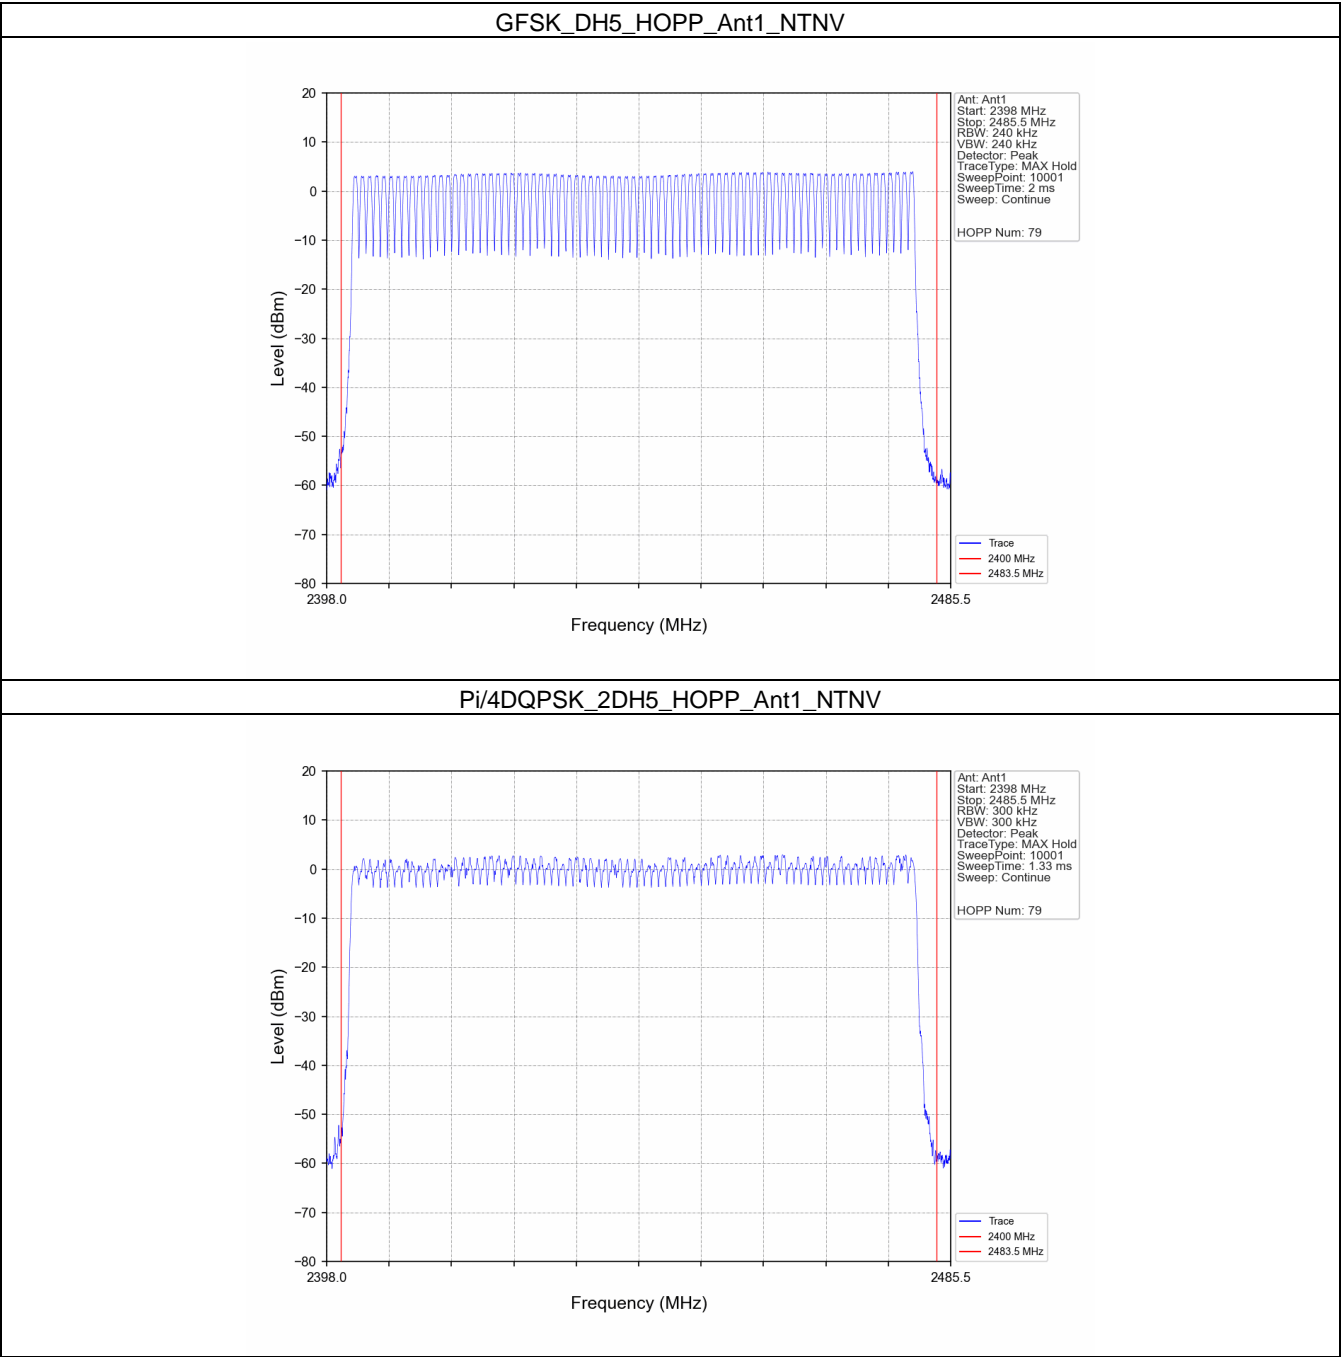 GFSK_DH5_HOPP_Ant1_NTNV
20
10
0
−10
−20
−30
−40
−50
−60
−70
−80
Level (dBm)
2398.0
2485.5
Frequency (MHz)
Ant: Ant1
Start: 2398 MHz
Stop: 2485.5 MHz
RBW: 240 kHz
VBW: 240 kHz
Detector: Peak
TraceType: MAX Hold
SweepPoint: 10001
SweepTime: 2 ms
Sweep: Continue
HOPP Num: 79
Trace
2400 MHz
2483.5 MHz
Pi/4DQPSK_2DH5_HOPP_Ant1_NTNV
20
10
0
−10
−20
−30
−40
−50
−60
−70
−80
Level (dBm)
2398.0
2485.5
Frequency (MHz)
Ant: Ant1
Start: 2398 MHz
Stop: 2485.5 MHz
RBW: 300 kHz
VBW: 300 kHz
Detector: Peak
TraceType: MAX Hold
SweepPoint: 10001
SweepTime: 1.33 ms
Sweep: Continue
HOPP Num: 79
Trace
2400 MHz
2483.5 MHz